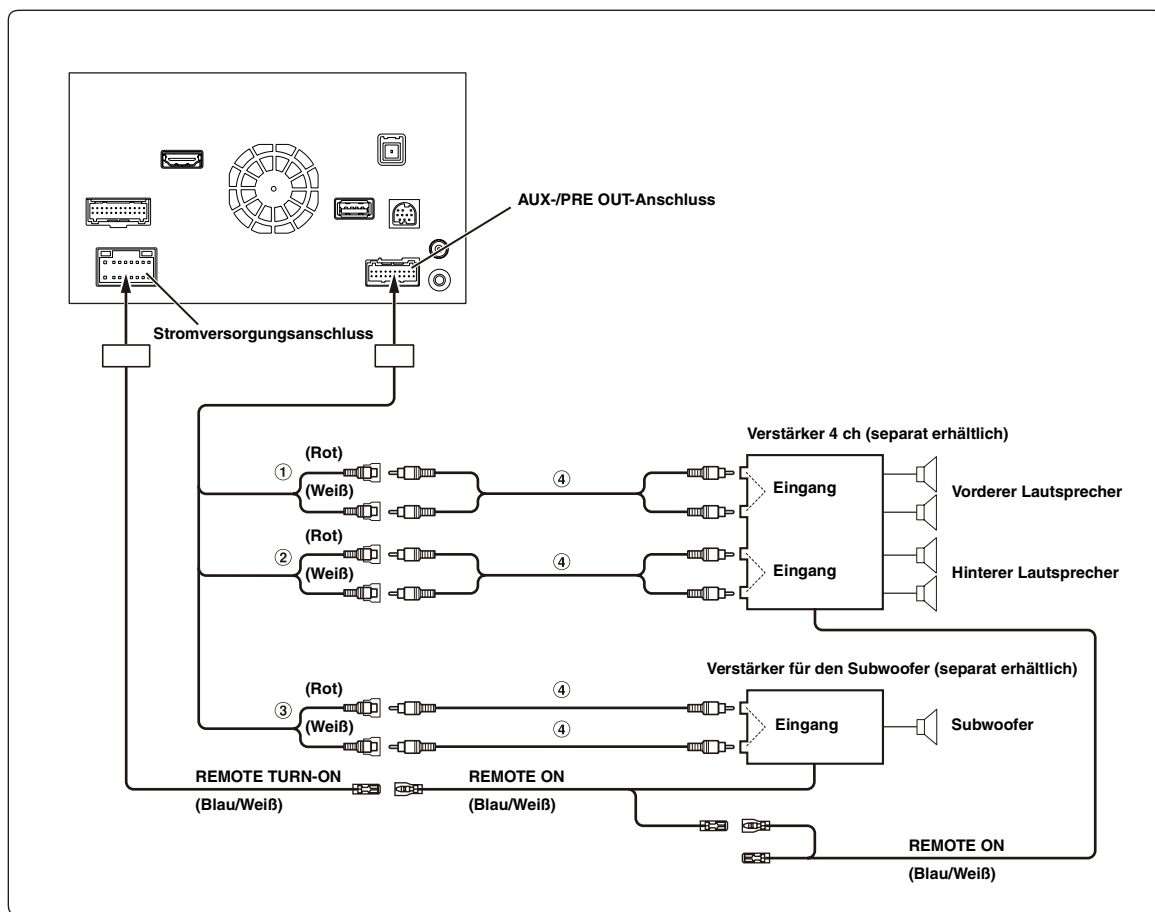 AUX-/PRE OUT-Anschluss
Stromversorgungsanschluss
Verstärker 4 ch (separat erhältlich)
(Rot)
①
(Weiß)
④
Eingang
Vorderer Lautsprecher
(Rot)
②
(Weiß)
④
Eingang
Hinterer Lautsprecher
Verstärker für den Subwoofer (separat erhältlich)
(Rot)
④
③
(Weiß)
④
Eingang
Subwoofer
REMOTE TURN-ON
(Blau/Weiß)
REMOTE ON
(Blau/Weiß)
REMOTE ON
(Blau/Weiß)